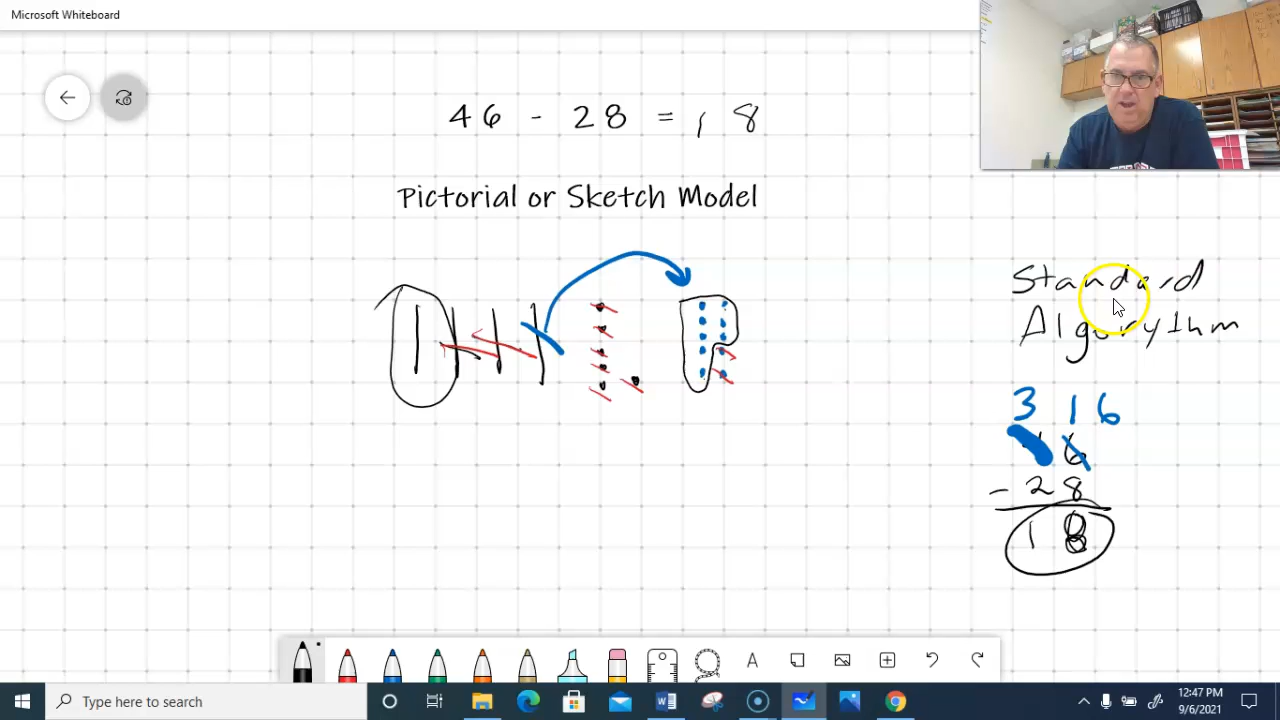 Microsoft Whiteboard
46 - 28 = 18
Pictorial or Sketch Model
Standard
Algorythm
3 16
6
- 28
18
A
Type here to search
12:47 PM
9/6/2021